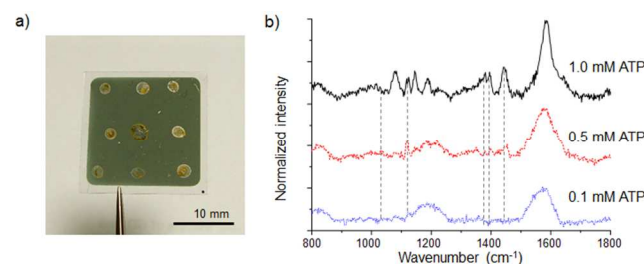 a)
10 mm
b)
Normalized intensity
1.0 mM ATP
0.5 mM ATP
0.1 mM ATP
800 1000 1200 1400 1600 1800
Wavenumber (cm⁻¹)